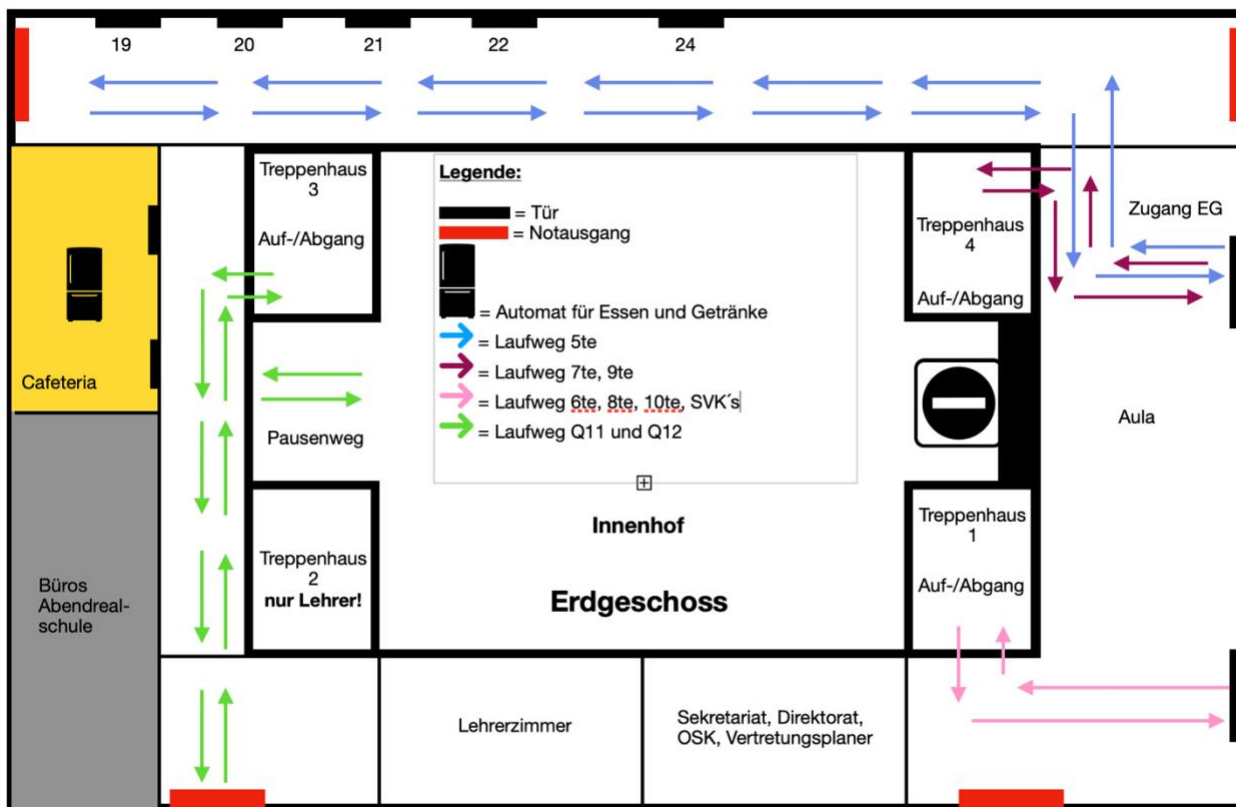 19
20
21
22
24
Treppenhaus
3
Auf-/Abgang
Legende:
= Tür
= Notausgang
= Automat für Essen und Getränke
= Laufweg 5te
= Laufweg 7te, 9te
= Laufweg 6te, 8te, 10te, SVK´s
= Laufweg Q11 und Q12
Treppenhaus
4
Auf-/Abgang
Zugang EG
Cafeteria
Pausenweg
Aula
Innenhof
Erdgeschoss
Treppenhaus
1
Auf-/Abgang
Treppenhaus
2
nur Lehrer!
Büros
Abendreal-
schule
Lehrerzimmer
Sekretariat, Direktorat,
OSK, Vertretungsplaner